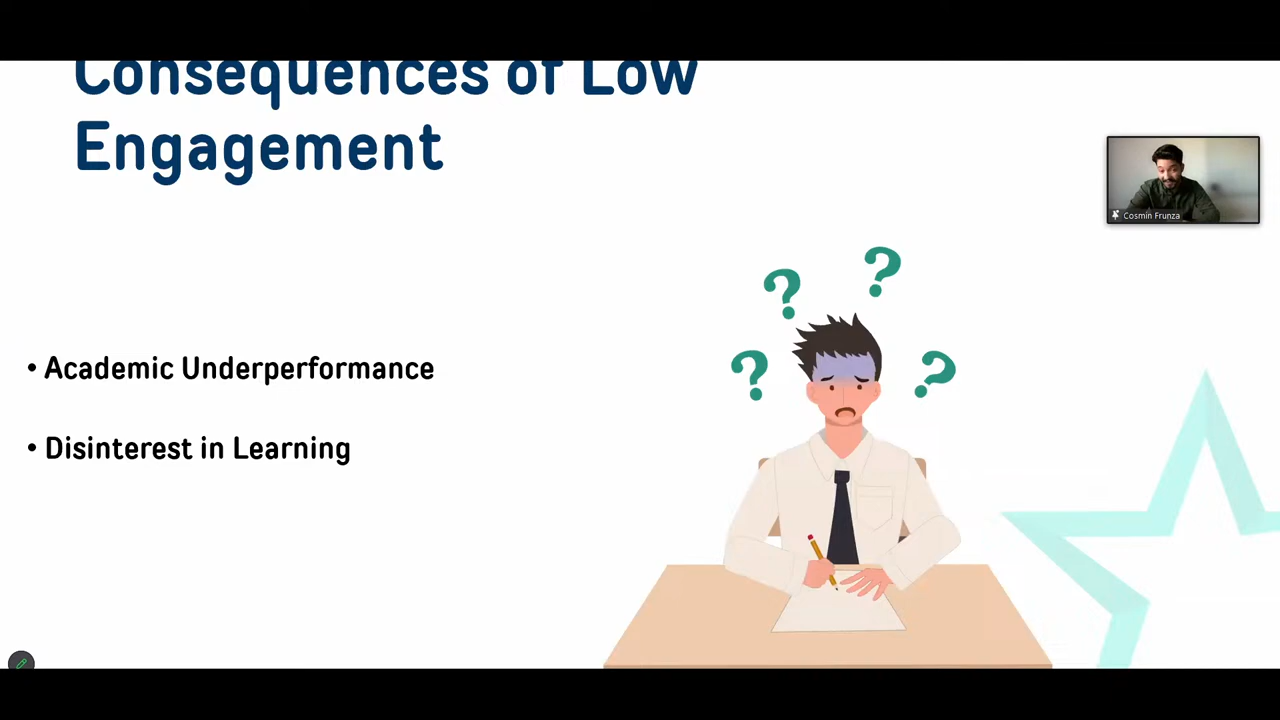 Consequences of Low
Engagement
Cosmin Frunza
? ? ? ?
• Academic Underperformance
• Disinterest in Learning